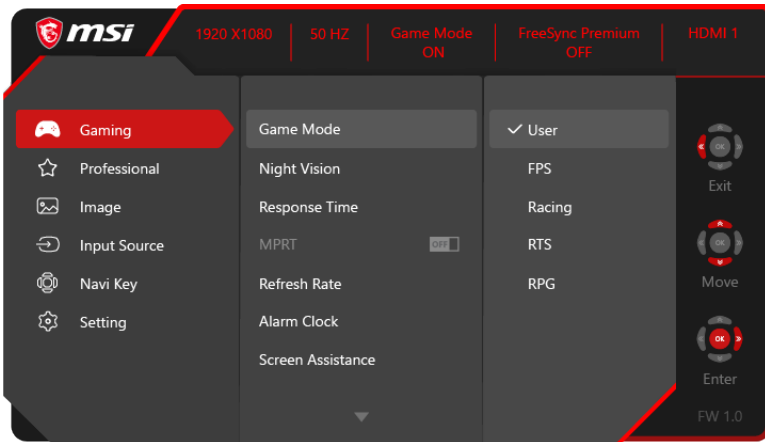 msi
1920 X1080
50 HZ
Game Mode
ON
FreeSync Premium
OFF
HDMI 1
Gaming
Professional
Image
Input Source
Navi Key
Setting
Game Mode
Night Vision
Response Time
MPRT
OFF
Refresh Rate
Alarm Clock
Screen Assistance
User
FPS
Racing
RTS
RPG
OK
Exit
OK
Move
OK
Enter
FW 1.0